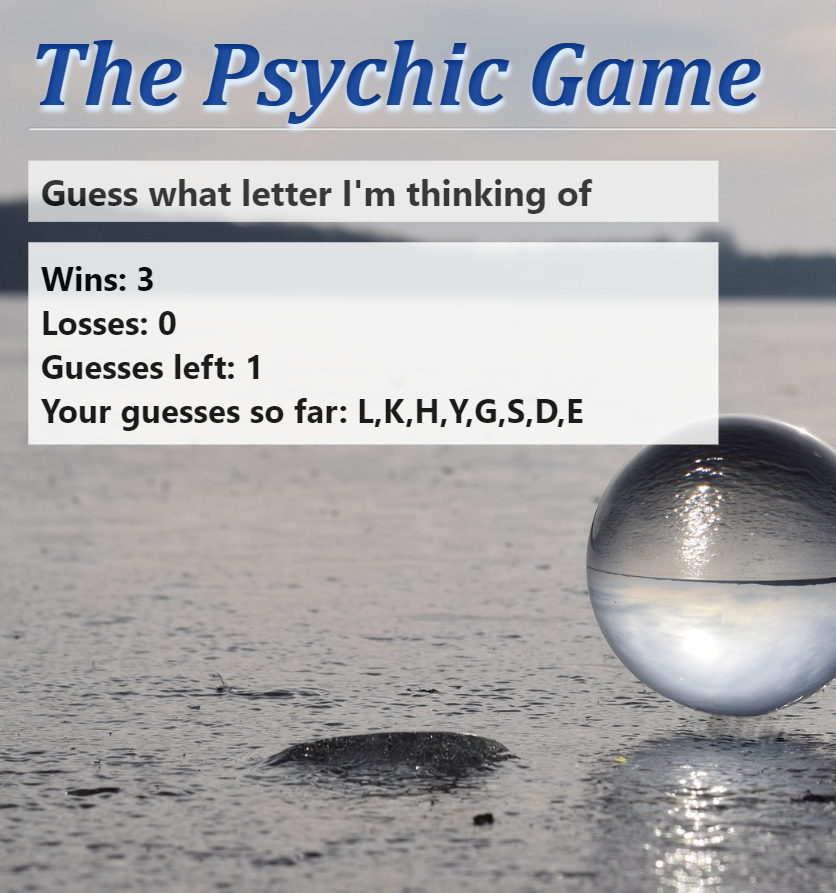 The Psychic Game
Guess what letter I'm thinking of
Wins: 3
Losses: 0
Guesses left: 1
Your guesses so far: L,K,H,Y,G,S,D,E